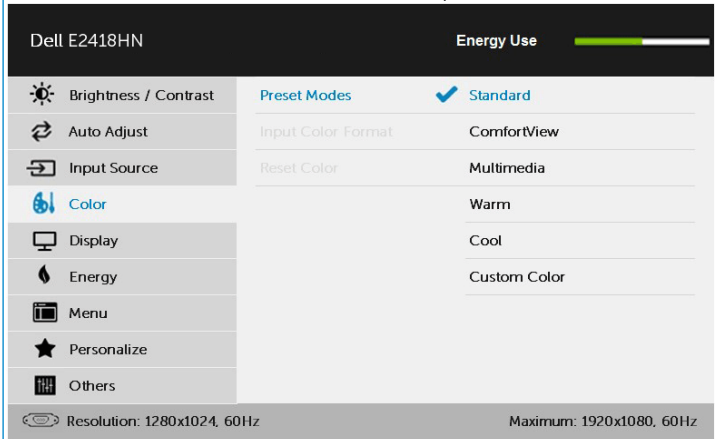 Dell E2418HN Energy Use
Brightness / Contrast Preset Modes Standard
Auto Adjust Input Color Format ComfortView
Input Source Reset Color Multimedia
Color Warm
Display Cool
Energy Custom Color
Menu
Personalize
Others
Resolution: 1280x1024, 60Hz Maximum: 1920x1080, 60Hz